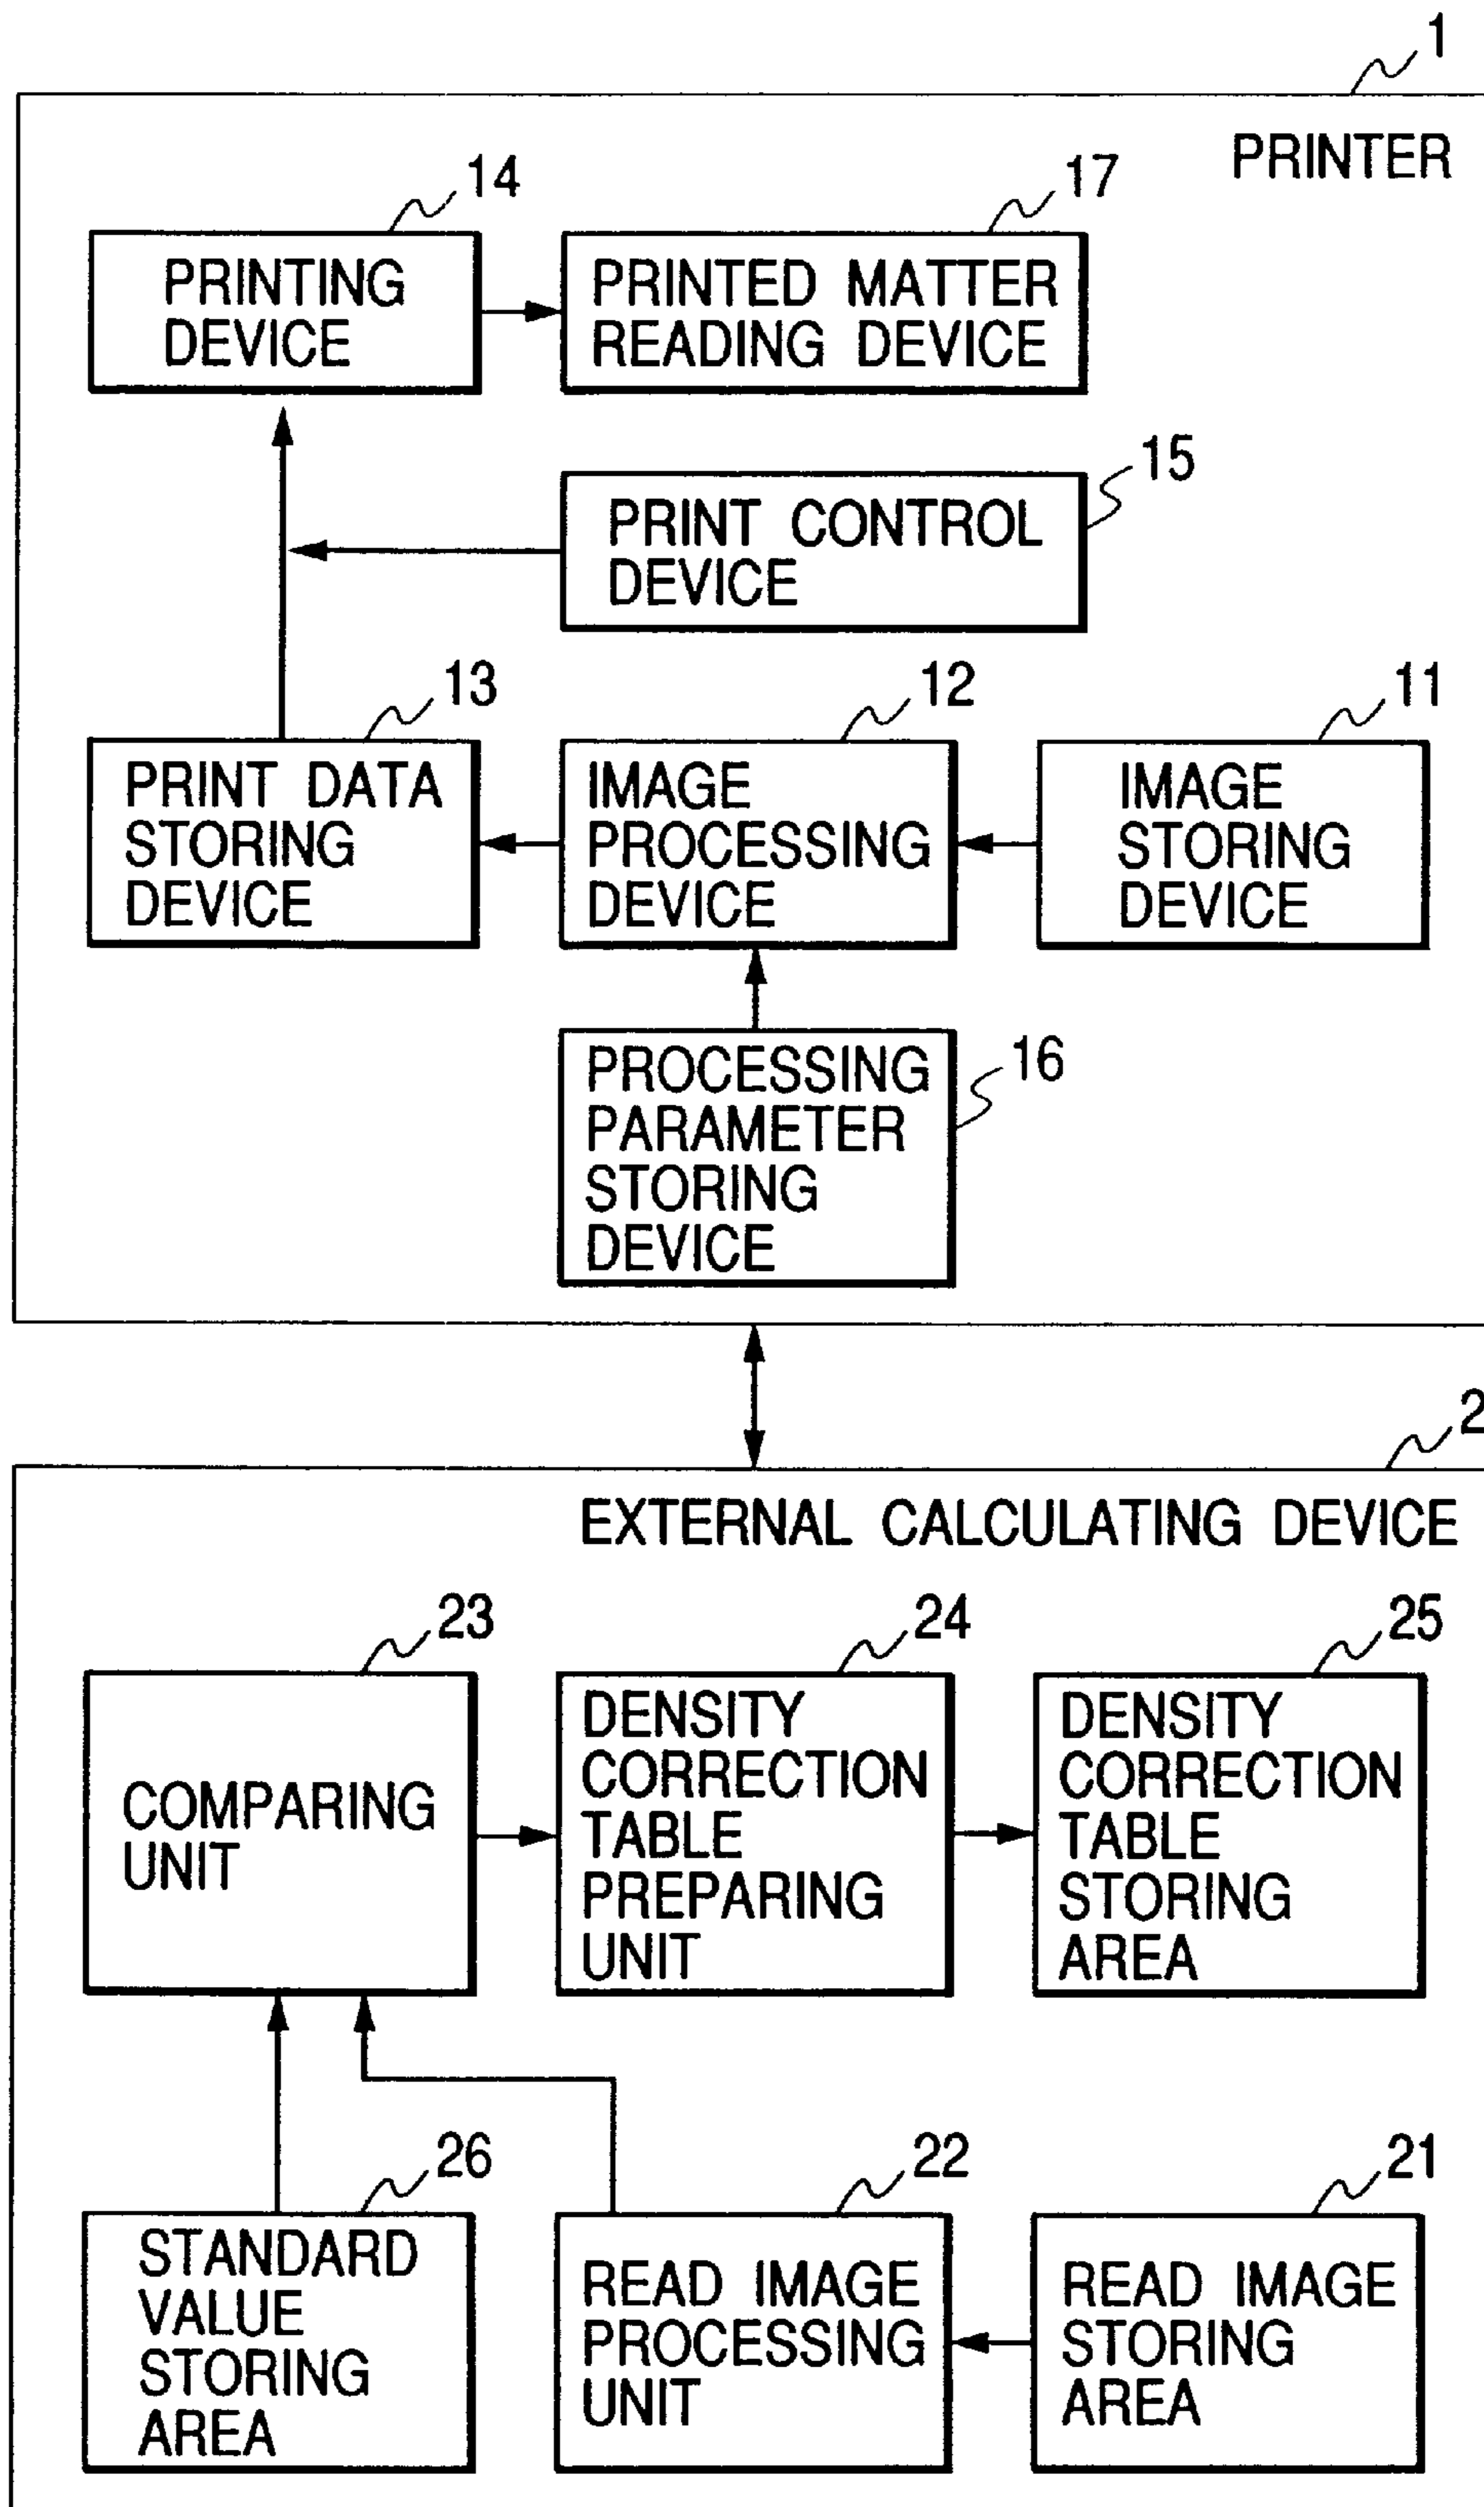 1
PRINTER
14
17
PRINTING
DEVICE
PRINTED MATTER
READING DEVICE
15
PRINT CONTROL
DEVICE
13
12
11
PRINT DATA
STORING
DEVICE
IMAGE
PROCESSING
DEVICE
IMAGE
STORING
DEVICE
16
PROCESSING
PARAMETER
STORING
DEVICE
2
EXTERNAL CALCULATING DEVICE
23
24
25
COMPARING
UNIT
DENSITY
CORRECTION
TABLE
PREPARING
UNIT
DENSITY
CORRECTION
TABLE
STORING
AREA
26
22
21
STANDARD
VALUE
STORING
AREA
READ IMAGE
PROCESSING
UNIT
READ IMAGE
STORING
AREA